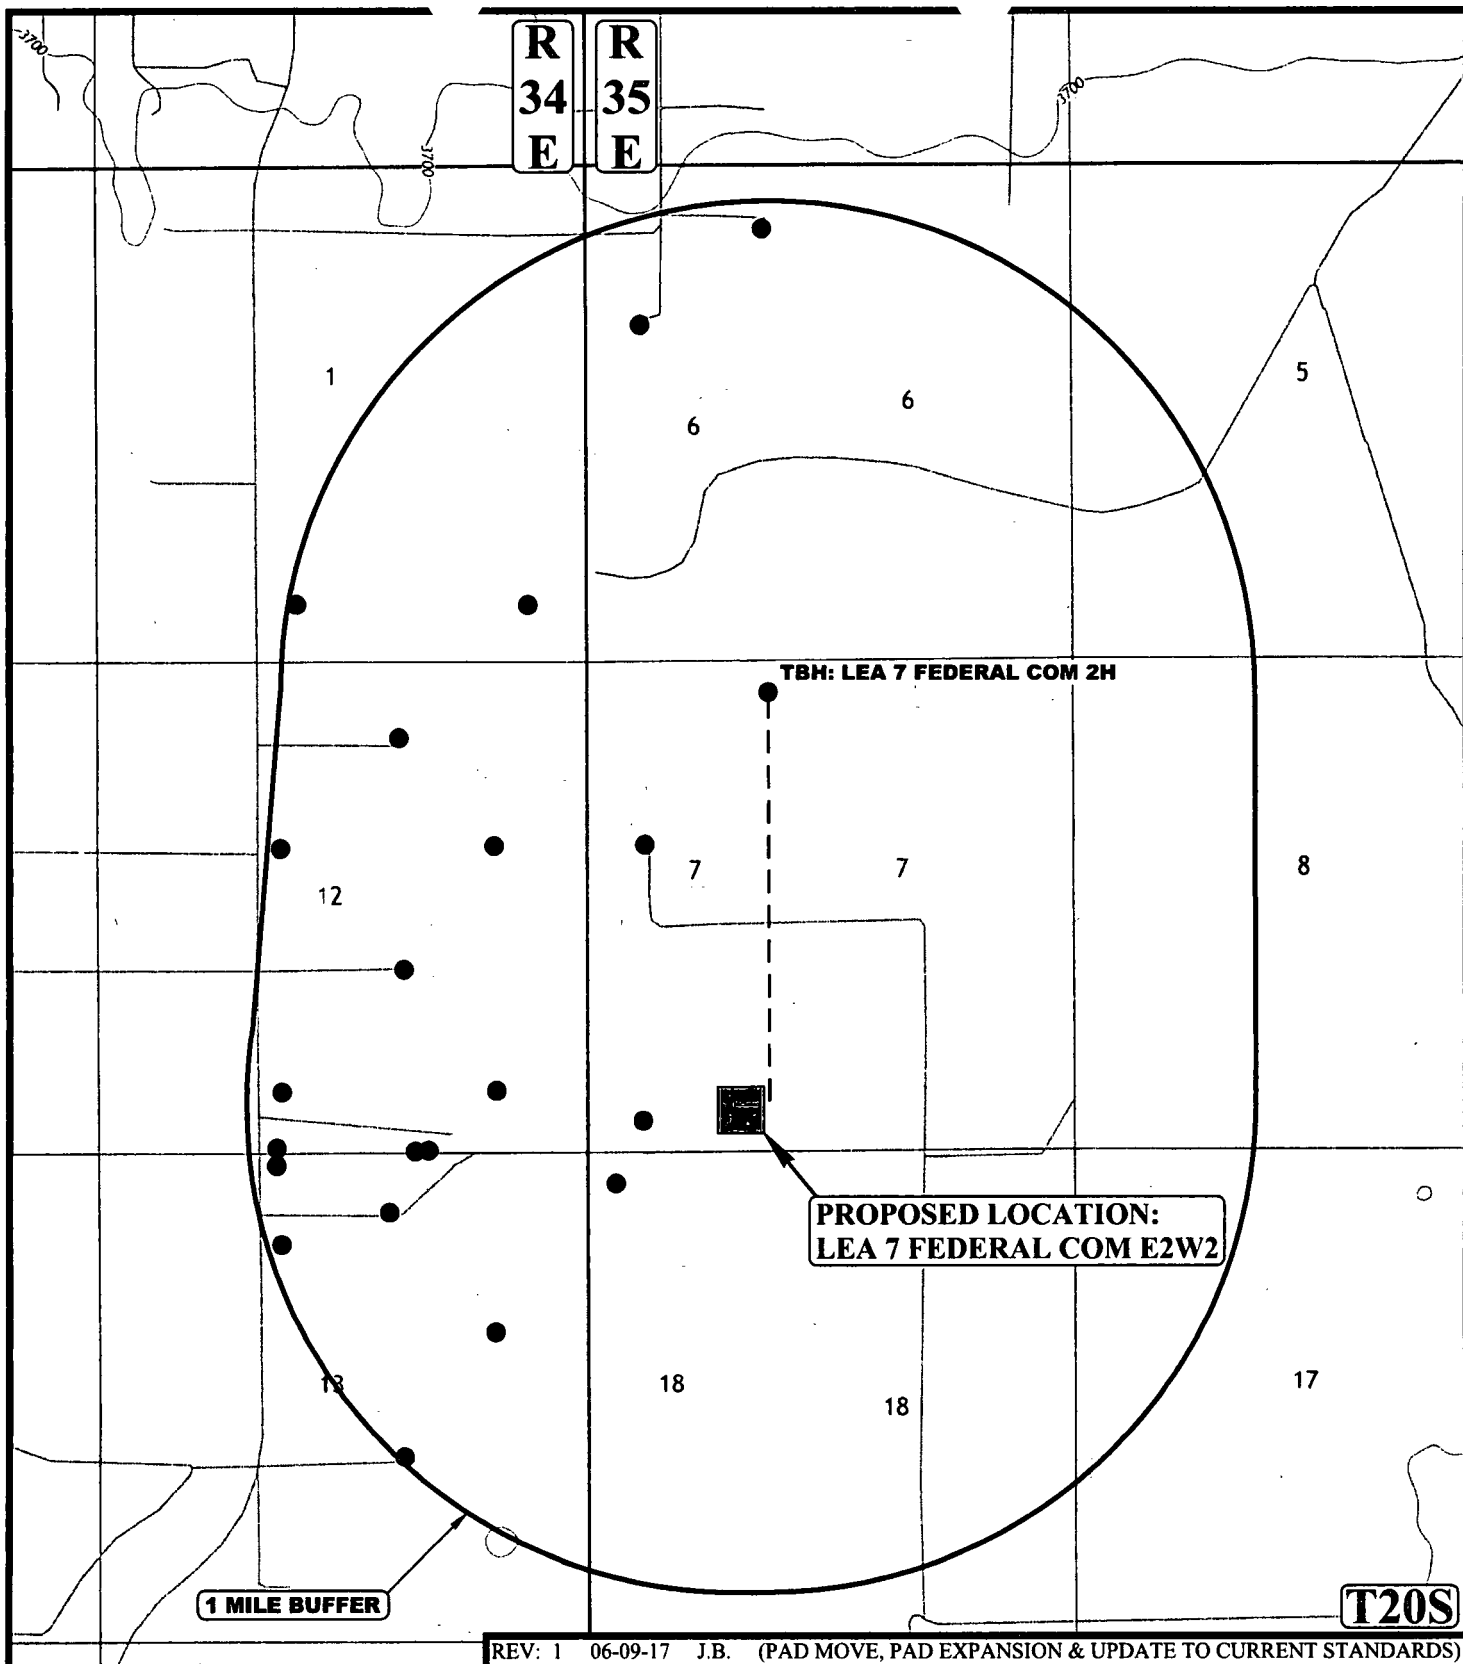 3700
R
34
E
R
35
E
3700
3700
1
5
6
6
TBH: LEA 7 FEDERAL COM 2H
7
7
8
12
PROPOSED LOCATION:
LEA 7 FEDERAL COM E2W2
13
18
18
17
1 MILE BUFFER
T20S
REV: 1 06-09-17 J.B. (PAD MOVE, PAD EXPANSION & UPDATE TO CURRENT STANDARDS)